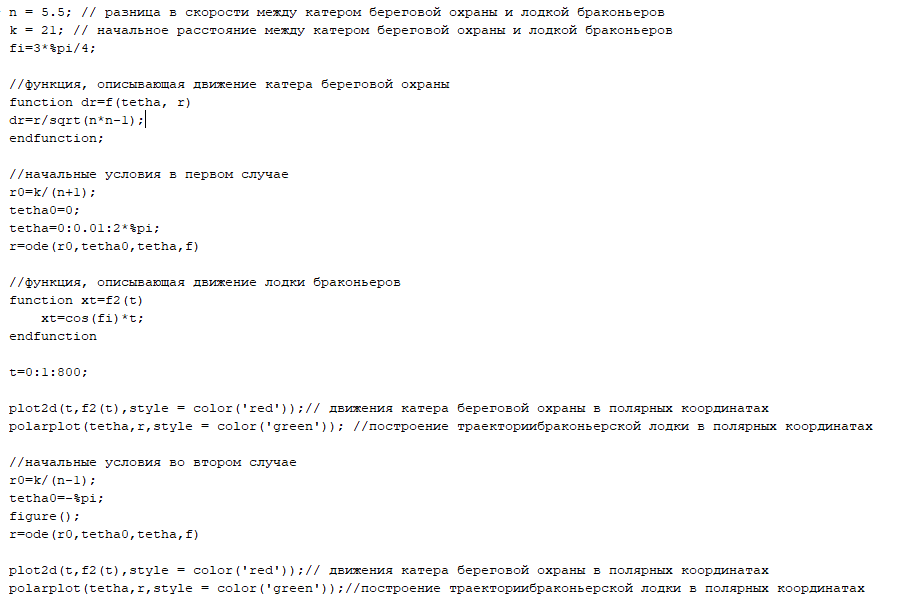 n = 5.5; // разница в скорости между катером береговой охраны и лодкой браконьеров
k = 21; // начальное расстояние между катером береговой охраны и лодкой браконьеров
fi=3*%pi/4;
//функция, описывающая движение катера береговой охраны
function dr=f(tetha, r)
dr=r/sqrt(n*n-1);
endfunction;
//начальные условия в первом случае
r0=k/(n+1);
tetha0=0;
tetha=0:0.01:2*%pi;
r=ode(r0,tetha0,tetha,f)
//функция, описывающая движение лодки браконьеров
function xt=f2(t)
    xt=cos(fi)*t;
endfunction
t=0:1:800;
plot2d(t,f2(t),style = color('red'));// движения катера береговой охраны в полярных координатах
polarplot(tetha,r,style = color('green')); //построение траекториибраконьерской лодки в полярных координатах
//начальные условия во втором случае
r0=k/(n-1);
tetha0=-%pi;
figure();
r=ode(r0,tetha0,tetha,f)
plot2d(t,f2(t),style = color('red'));// движения катера береговой охраны в полярных координатах
polarplot(tetha,r,style = color('green'));//построение траекториибраконьерской лодки в полярных координатах